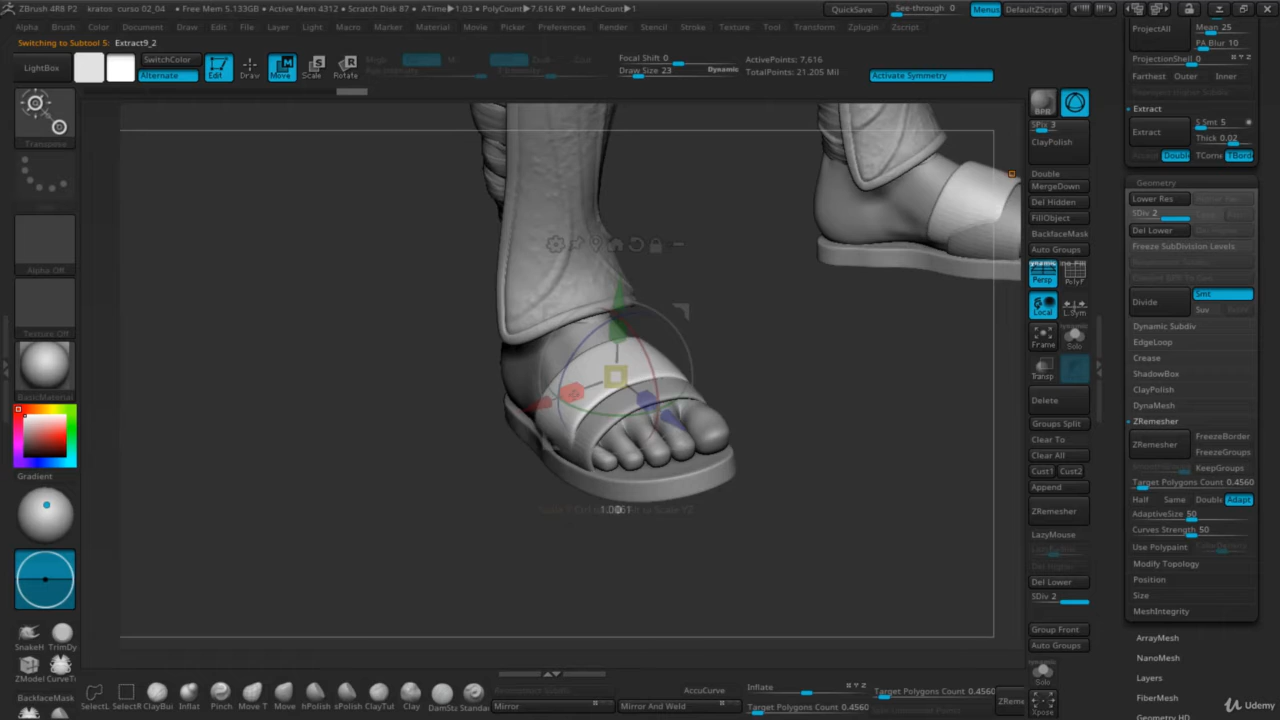 ZBrush 4R8 P2 kratos curso 02_04 • Free Mem 5.133GB • Active Mem 4312 • Scratch Disk 87 • ATime▸1.03 • PolyCount▸7.616 KP • MeshCount▸1
QuickSave See-through 0 Menus DefaultZScript
Alpha Brush Color Document Draw Edit File Layer Light Macro Marker Material Movie Picker Preferences Render Stencil Stroke Texture Tool Transform Zplugin Zscript
Switching to Subtool 5: Extract9_2
LightBox
SwitchColor
Alternate
Edit Draw Move Scale Rotate
Focal Shift 0
Draw Size 23 Dynamic
ActivePoints: 7,616
TotalPoints: 21.205 Mil
Activate Symmetry
Transpose
Alpha Off
Texture Off
BasicMaterial
Gradient
SnakeH TrimDy
ZModel CurveT
BackfaceMask
BPR
SPix 3
ClayPolish
Double
MergeDown
Del Hidden
FillObject
BackfaceMask
Auto Groups
Persp
PolyF
Local L.Sym
Frame Solo
Transp
Delete
Groups Split
Clear To
Clear All
Cust1 Cust2
Append
ZRemesher
LazyMouse
Del Lower
SDiv 2
Group Front
Auto Groups
Solo
Xpose
ProjectAll
Mean 25
PA Blur 10
ProjectionShell 0
Farthest Outer Inner
Extract
Extract
S Smt 5
Thick 0.02
Double TCorne TBord
Geometry
Lower Res
SDiv 2
Del Lower
Freeze SubDivision Levels
Divide
Smt
Suv
Dynamic Subdiv
EdgeLoop
Crease
ShadowBox
ClayPolish
DynaMesh
ZRemesher
ZRemesher
FreezeBorder
FreezeGroups
KeepGroups
Target Polygons Count 0.4560
Half Same Double Adapt
AdaptiveSize 50
Curves Strength 50
Use Polypaint
Modify Topology
Position
Size
MeshIntegrity
ArrayMesh
NanoMesh
Layers
FiberMesh
Geometry HD
SelectL SelectR ClayBui Inflat Pinch Move T Move hPolish sPolish ClayTul Clay DamSta Standar
Mirror
AccuCurve
Mirror And Weld
Inflate
Target Polygons Count 0.4560
Target Polygons Count 0.4560
ZReme
Udemy